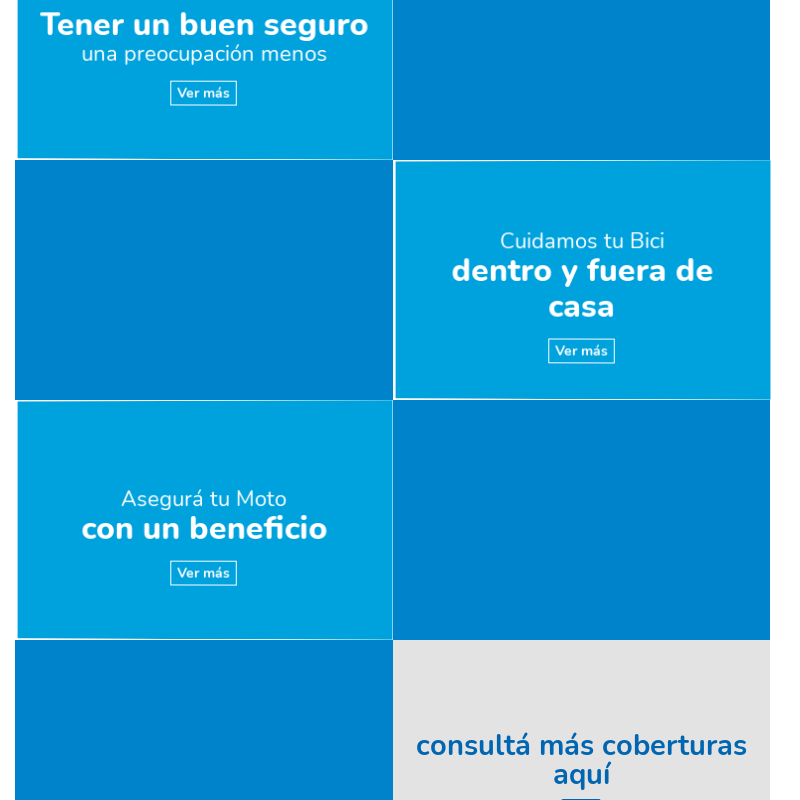 Tener un buen seguro
una preocupación menos
Ver más
Cuidamos tu Bici
dentro y fuera de
casa
Ver más
Asegurá tu Moto
con un beneficio
Ver más
consultá más coberturas
aquí